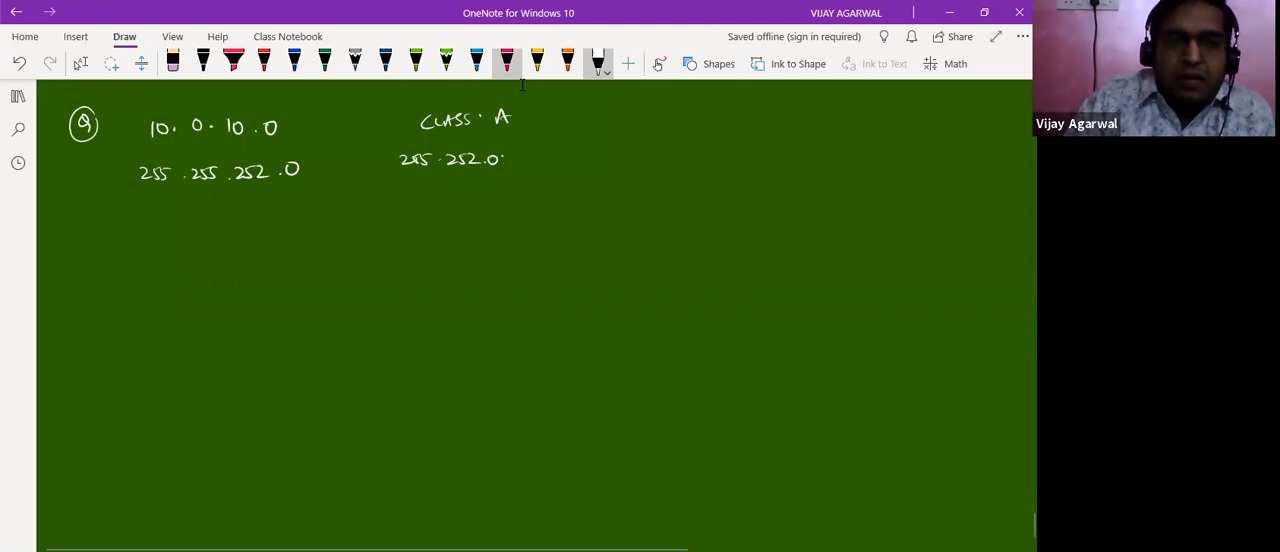 OneNote for Windows 10
VIJAY AGARWAL
Home Insert Draw View Help Class Notebook
Saved offline (sign in required) Share
Shapes Ink to Shape Ink to Text Math
Vijay Agarwal
Q 10. 0. 10. 0
CLASS: A
255 .255 .252 .0
255 .252 .0.